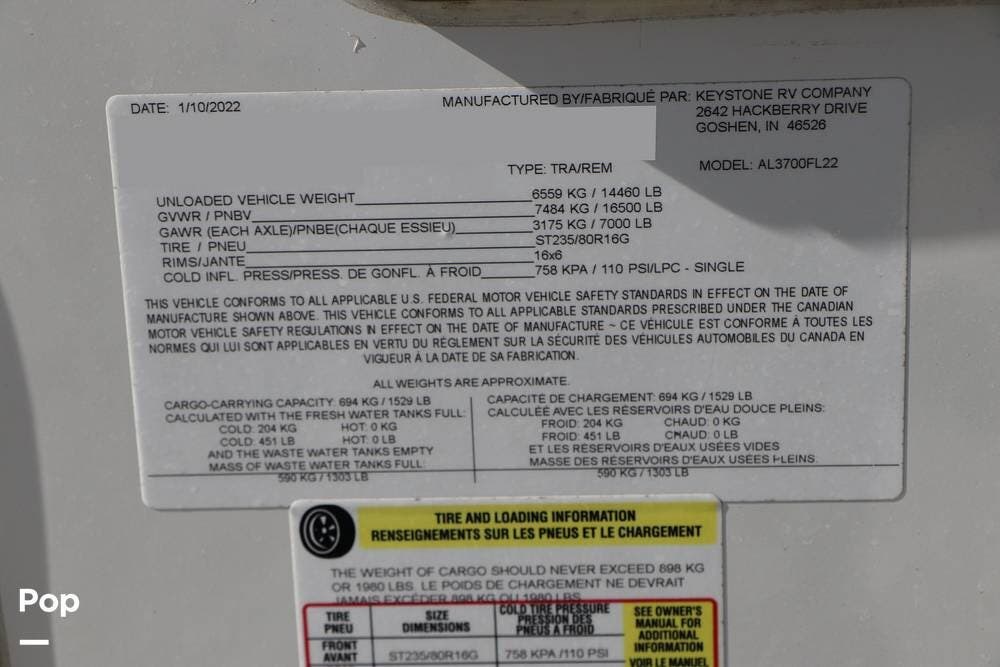 DATE: 1/10/2022
MANUFACTURED BY/FABRIQUÉ PAR: KEYSTONE RV COMPANY
2642 HACKBERRY DRIVE
GOSHEN, IN 46526
TYPE: TRA/REM
MODEL: AL3700FL22
UNLOADED VEHICLE WEIGHT 6559 KG / 14460 LB
GVWR / PNBV 7484 KG / 16500 LB
GAWR (EACH AXLE)/PNBE(CHAQUE ESSIEU) 3175 KG / 7000 LB
TIRE / PNEU ST235/80R16G
RIMS/JANTE 16x6
COLD INFL. PRESS/PRESS. DE GONFL. À FROID 758 KPA / 110 PSI/LPC - SINGLE
THIS VEHICLE CONFORMS TO ALL APPLICABLE U.S. FEDERAL MOTOR VEHICLE SAFETY STANDARDS IN EFFECT ON THE DATE OF
MANUFACTURE SHOWN ABOVE. THIS VEHICLE CONFORMS TO ALL APPLICABLE STANDARDS PRESCRIBED UNDER THE CANADIAN
MOTOR VEHICLE SAFETY REGULATIONS IN EFFECT ON THE DATE OF MANUFACTURE ~ CE VÉHICULE EST CONFORME À TOUTES LES
NORMES QUI LUI SONT APPLICABLES EN VERTU DU RÈGLEMENT SUR LA SÉCURITÉ DES VÉHICULES AUTOMOBILES DU CANADA EN
VIGUEUR À LA DATE DE SA FABRICATION.
ALL WEIGHTS ARE APPROXIMATE.
CARGO-CARRYING CAPACITY: 694 KG / 1529 LB
CALCULATED WITH THE FRESH WATER TANKS FULL:
COLD: 204 KG HOT: 0 KG
COLD: 451 LB HOT: 0 LB
AND THE WASTE WATER TANKS EMPTY
MASS OF WASTE WATER TANKS FULL:
590 KG / 1303 LB
CAPACITÉ DE CHARGEMENT: 694 KG / 1529 LB
CALCULÉE AVEC LES RÉSERVOIRS D'EAU DOUCE PLEINS:
FROID: 204 KG CHAUD: 0 KG
FROID: 451 LB CHAUD: 0 LB
ET LES RÉSERVOIRS D'EAUX USÉES VIDES
MASSE DES RÉSERVOIRS D'EAUX USÉES PLEINS.
590 KG / 1303 LB
TIRE AND LOADING INFORMATION
RENSEIGNEMENTS SUR LES PNEUS ET LE CHARGEMENT
THE WEIGHT OF CARGO SHOULD NEVER EXCEED 898 KG
OR 1980 LBS. LE POIDS DE CHARGEMENT NE DEVRAIT
JAMAIS EXCÉDER 898 KG OU 1980 LBS
TIRE
PNEU
SIZE
DIMENSIONS
COLD TIRE PRESSURE
PRESSION DES
PNEUS A FROID
SEE OWNER'S
MANUAL FOR
ADDITIONAL
INFORMATION
VOIR LE MANUEL
FRONT
AVANT
ST235/80R16G
758 KPA /110 PSI
Pop